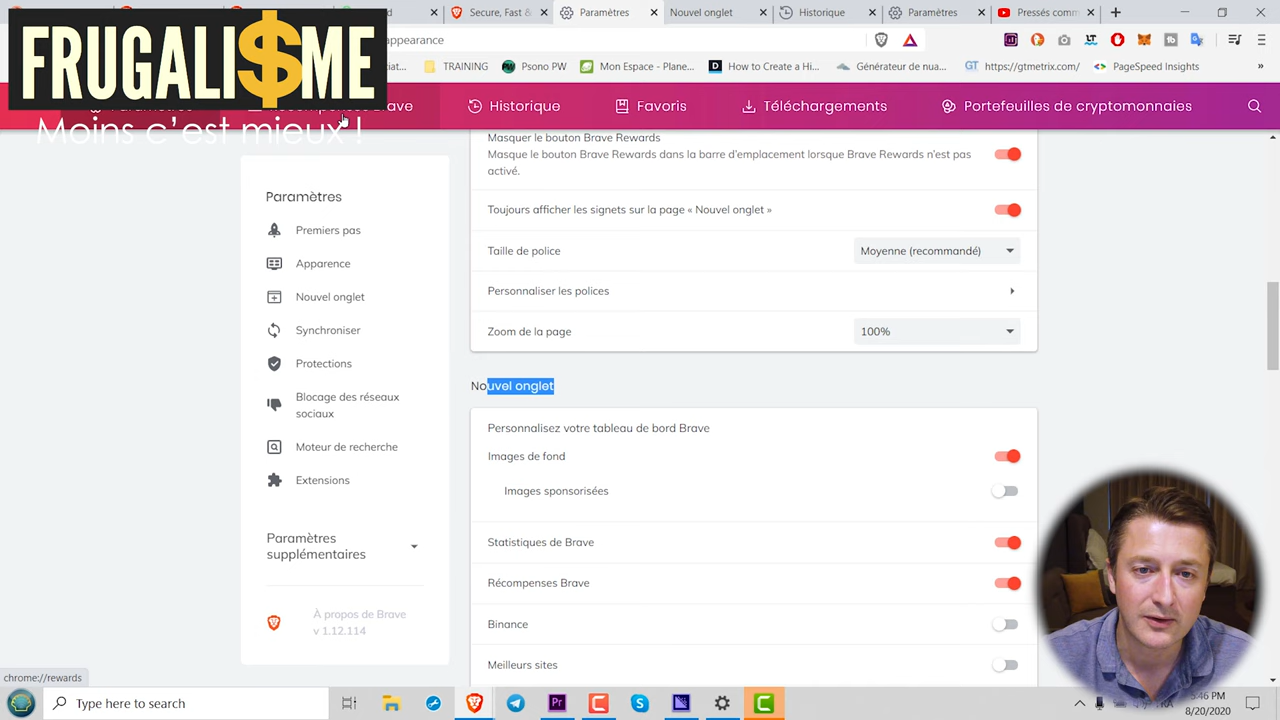 FRUGALI$ME
Moins c'est mieux !
Secure, Fast &
Paramètres
Nouvel onglet
Historique
Paramètres
Pressés com
appearance
TRAINING
Psono PW
Mon Espace - Plane...
How to Create a Hi...
Générateur de nua...
GT
https://gtmetrix.com/
PageSpeed Insights
»
Historique
Favoris
Téléchargements
Portefeuilles de cryptomonnaies
Paramètres
Premiers pas
Apparence
Nouvel onglet
Synchroniser
Protections
Blocage des réseaux
sociaux
Moteur de recherche
Extensions
Paramètres
supplémentaires
À propos de Brave
v 1.12.114
Masquer le bouton Brave Rewards
Masque le bouton Brave Rewards dans la barre d'emplacement lorsque Brave Rewards n'est pas
activé.
Toujours afficher les signets sur la page « Nouvel onglet »
Taille de police
Moyenne (recommandé)
Personnaliser les polices
Zoom de la page
100%
Nouvel onglet
Personnalisez votre tableau de bord Brave
Images de fond
Images sponsorisées
Statistiques de Brave
Récompenses Brave
Binance
Meilleurs sites
chrome://rewards
Type here to search
Pr
:46 PM
8/20/2020